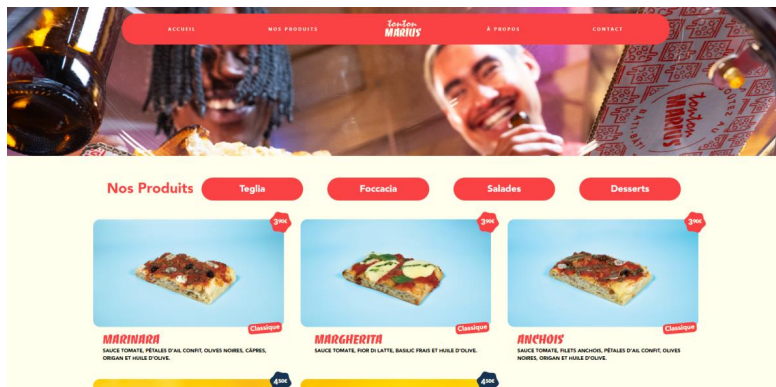 ACCUEIL
NOS PRODUITS
tonton
MARIUS
À PROPOS
CONTACT
tonton
MARIUS
Nos Produits
Teglia
Foccacia
Salades
Desserts
3.90€
3.90€
3.90€
Classique
Classique
Classique
MARINARA
SAUCE TOMATE, PÉTALES D'AIL CONFIT, OLIVES NOIRES, CÂPRES,
ORIGAN ET HUILE D'OLIVE.
MARGHERITA
SAUCE TOMATE, FIOR DI LATTE, BASILIC FRAIS ET HUILE D'OLIVE.
ANCHOIS
SAUCE TOMATE, FILETS ANCHOIS, PÉTALES D'AIL CONFIT, OLIVES
NOIRES, ORIGAN ET HUILE D'OLIVE.
4.50€
4.50€